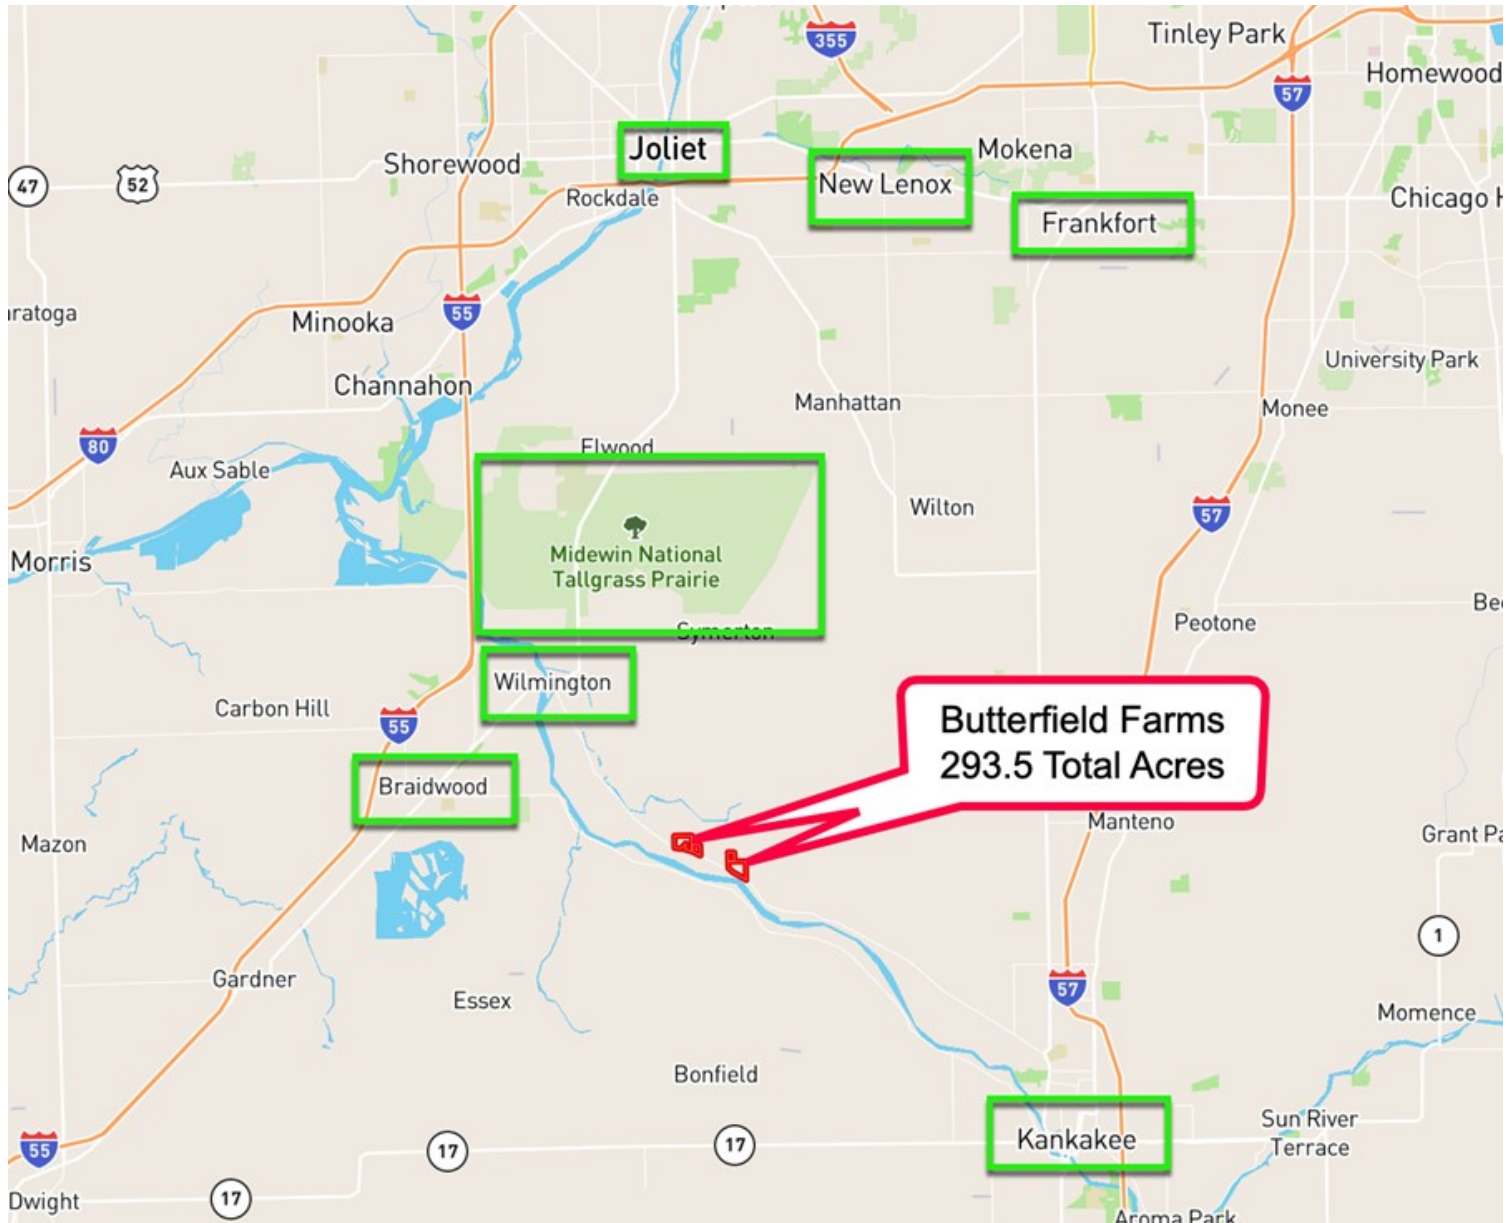 355
Tinley Park
Homewood
57
Joliet
Mokena
Shorewood
47
52
New Lenox
Rockdale
Chicago H
Frankfort
55
ratoga
Minooka
University Park
Channahon
Manhattan
Monee
80
Elwood
Aux Sable
Wilton
57
Midewin National
Tallgrass Prairie
Morris
Bee
Peotone
Symerton
Wilmington
Carbon Hill
55
Butterfield Farms
293.5 Total Acres
Braidwood
Manteno
Mazon
Grant Pa
1
Gardner
57
Essex
Momence
Bonfield
Sun River
Terrace
Kankakee
55
17
17
17
Dwight
Aroma Park